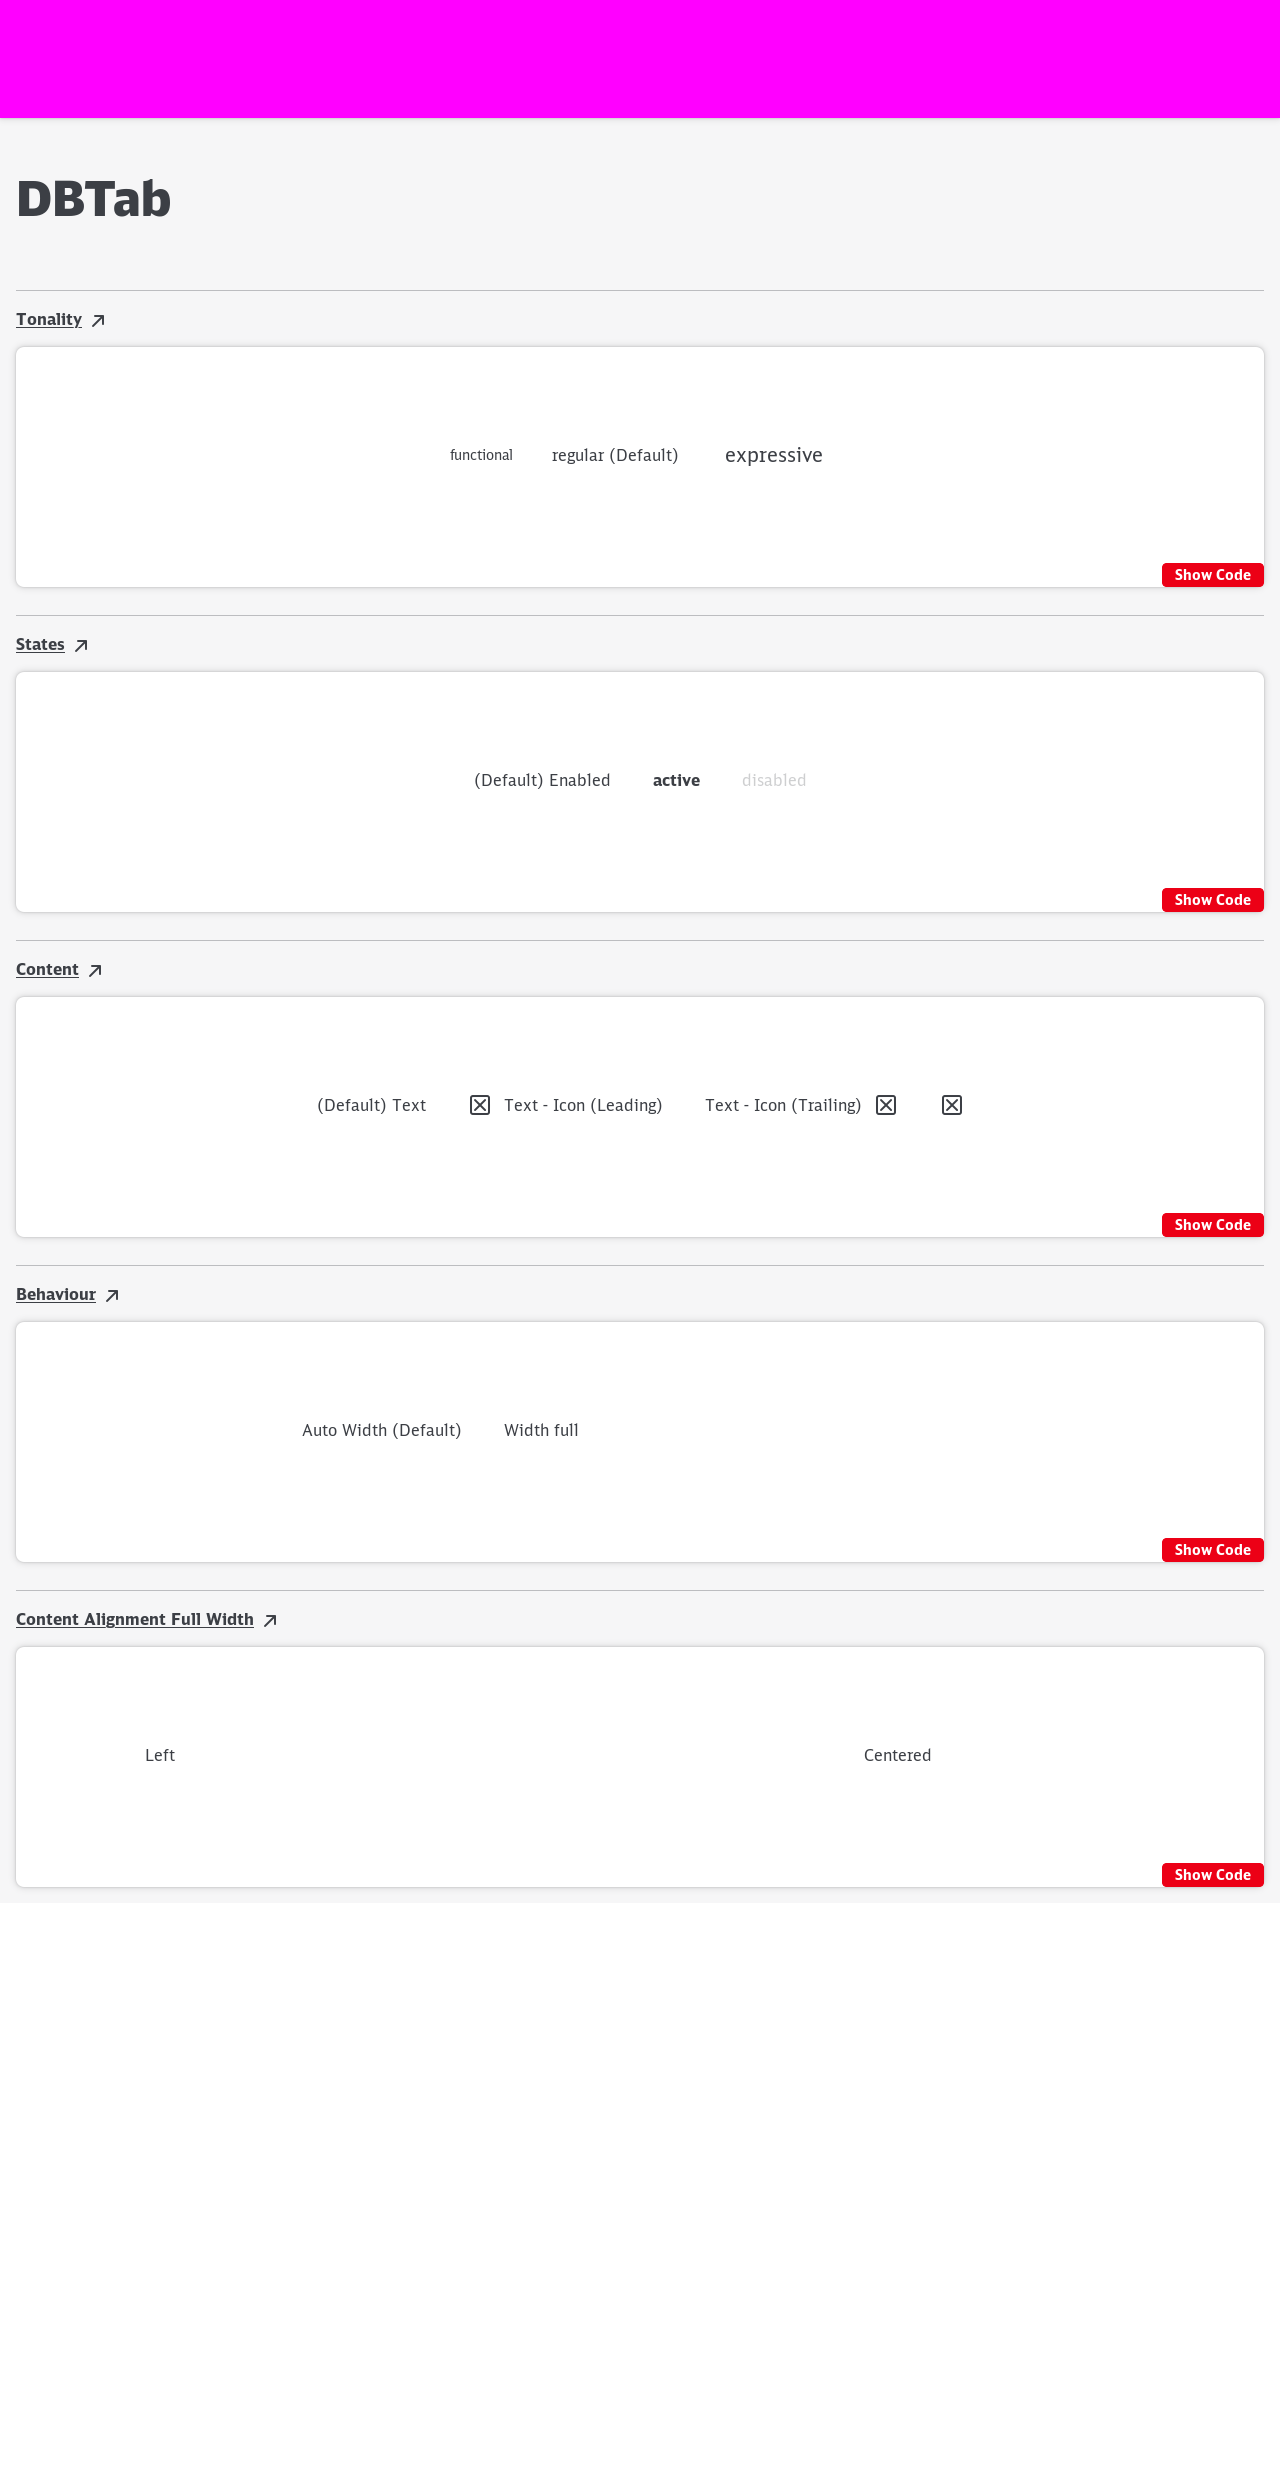 DBTab
Tonality
functional regular (Default) expressive
Show Code
States
(Default) Enabled active disabled
Show Code
Content
(Default) Text Text - Icon (Leading) Text - Icon (Trailing)
Show Code
Behaviour
Auto Width (Default) Width full
Show Code
Content Alignment Full Width
Left Centered
Show Code